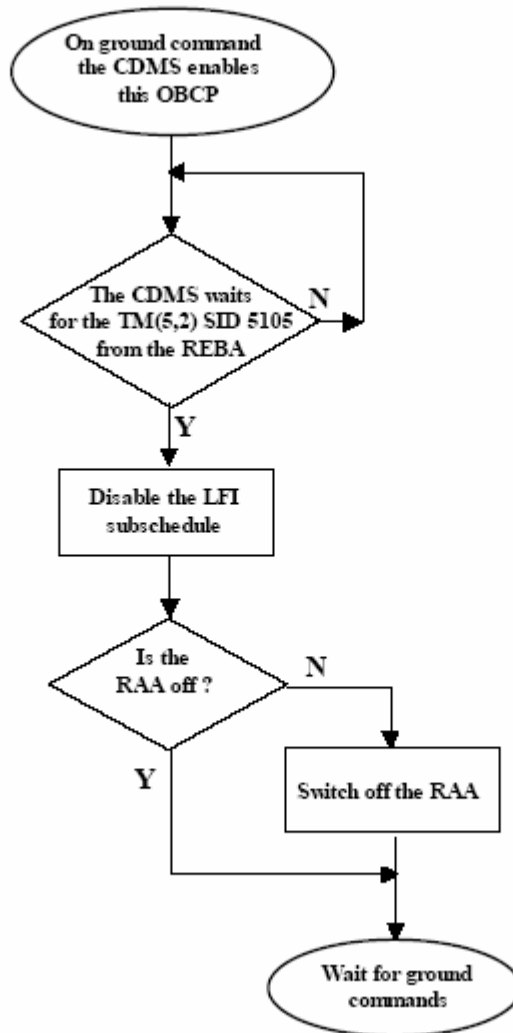 On ground command
the CDMS enables
this OBCP
The CDMS waits
for the TM(5,2) SID 5105
from the REBA
N
Y
Disable the LFI
subschedule
Is the
RAA off ?
N
Y
Switch off the RAA
Wait for ground
commands